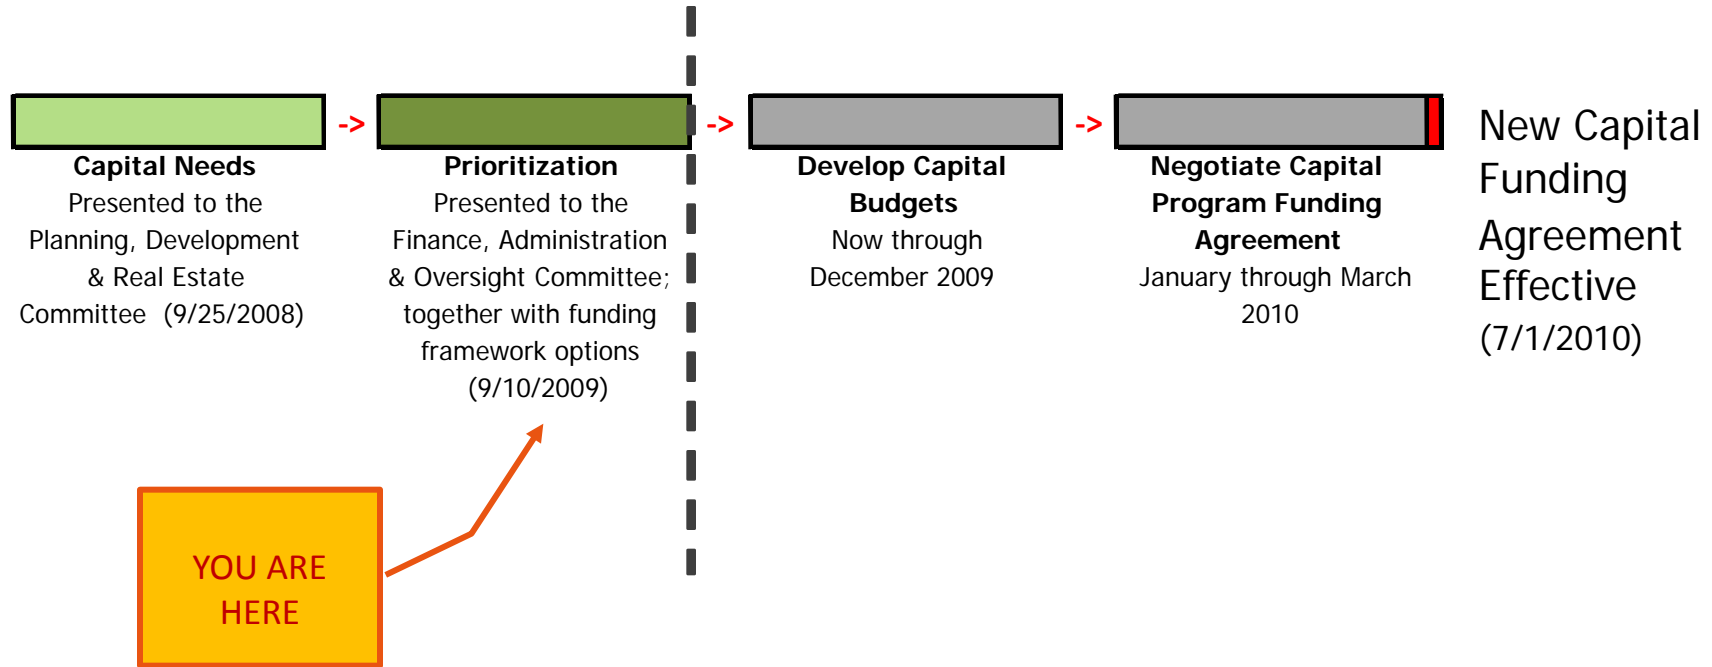 ->
->
->
Capital Needs
Presented to the
Planning, Development
& Real Estate
Committee  (9/25/2008)
Prioritization
Presented to the
Finance, Administration
& Oversight Committee;
together with funding
framework options
(9/10/2009)
Develop Capital
Budgets
Now through
December 2009
Negotiate Capital
Program Funding
Agreement
January through March
2010
New Capital
Funding
Agreement
Effective
(7/1/2010)
YOU ARE
HERE